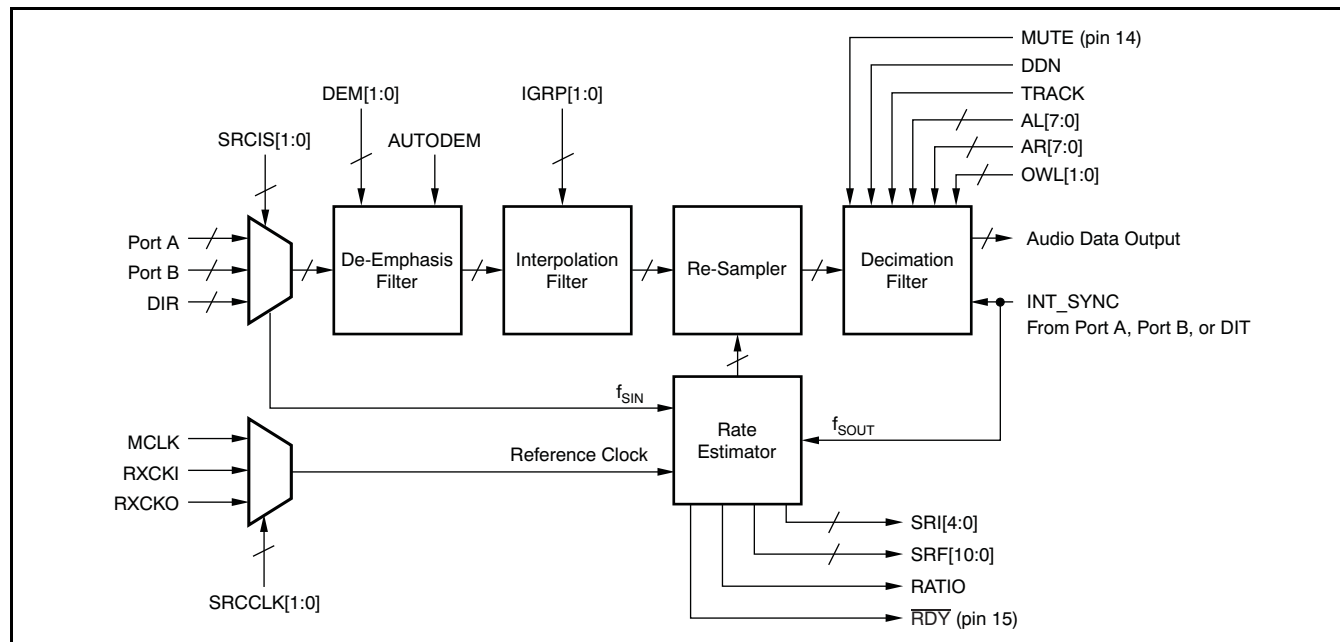 MUTE (pin 14)
DDN
TRACK
AL[7:0]
AR[7:0]
OWL[1:0]
DEM[1:0]
IGRP[1:0]
SRCIS[1:0]
AUTODEM
Port A
Port B
DIR
De-Emphasis
Filter
Interpolation
Filter
Re-Sampler
Decimation
Filter
Audio Data Output
INT_SYNC
From Port A, Port B, or DIT
fSIN
fSOUT
MCLK
RXCKI
RXCKO
Reference Clock
Rate
Estimator
SRCCLK[1:0]
SRI[4:0]
SRF[10:0]
RATIO
RDY (pin 15)